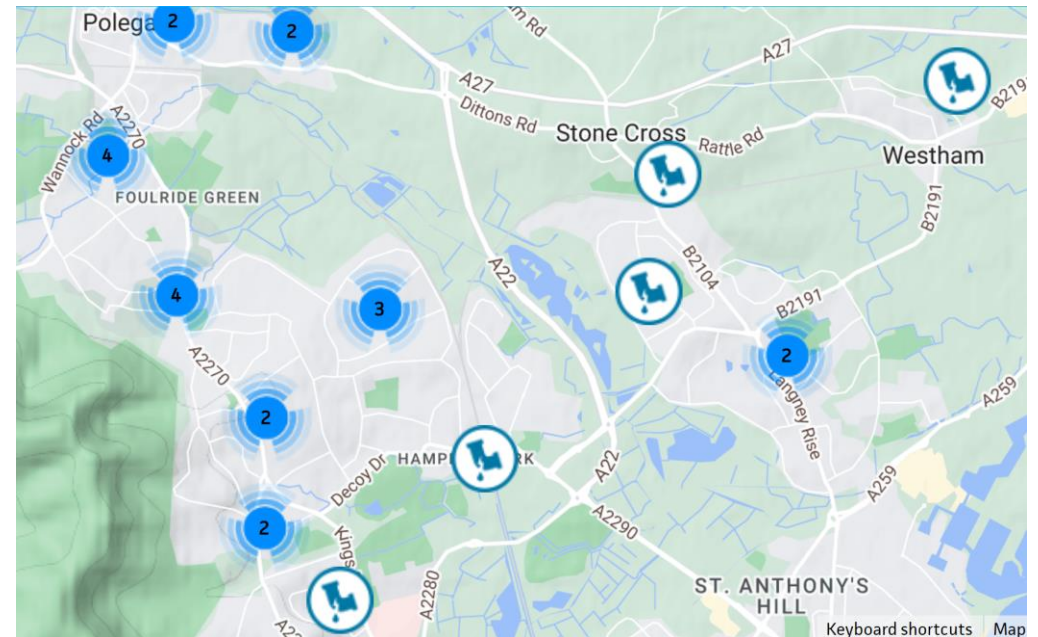 Polega
2
2
m Rd
A27
A27
B219
Dittons Rd
Stone Cross
Rattle Rd
Westham
A2270
Wannock Rd
4
FOULRIDE GREEN
B2191
B2104
A22
4
3
B2191
2
A2270
Langney Rise
A259
2
HAMP
RK
Decoy Dr
A22
A259
2
Kings
A2290
A2280
ST. ANTHONY'S
HILL
Keyboard shortcuts
Map